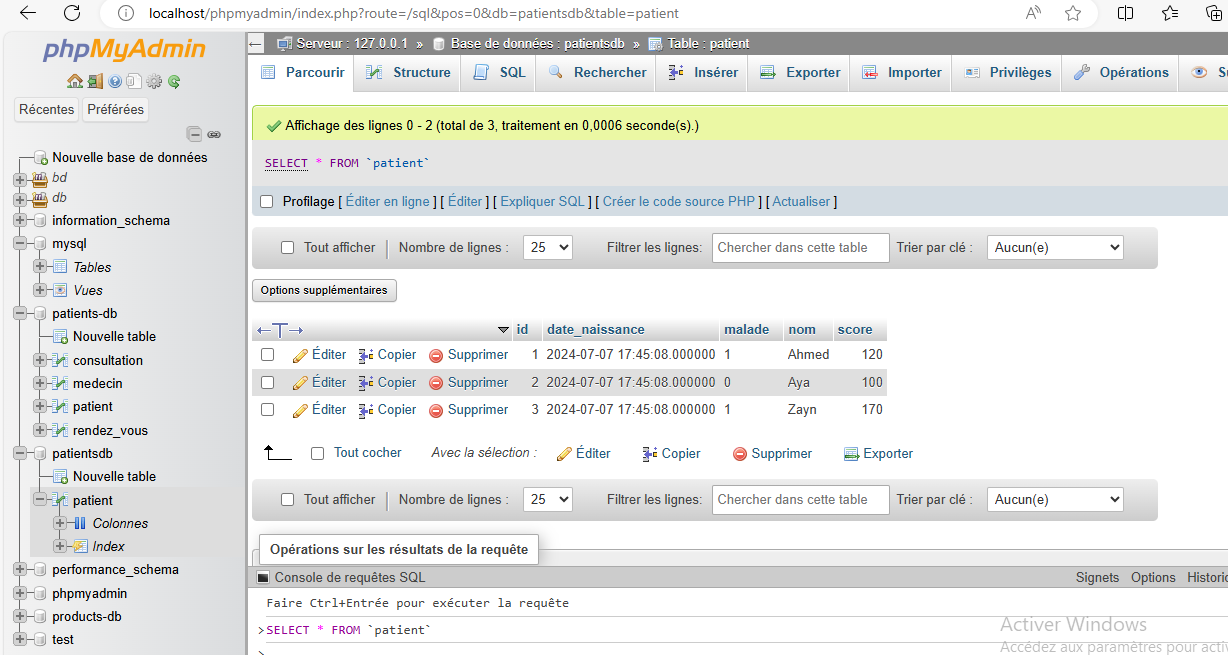 localhost/phpmyadmin/index.php?route=/sql&pos=0&db=patientsdb&table=patient
phpMyAdmin
Récentes Préférées
Nouvelle base de données
bd
db
information_schema
mysql
Tables
Vues
patients-db
Nouvelle table
consultation
medecin
patient
rendez_vous
patientsdb
Nouvelle table
patient
Colonnes
Index
performance_schema
phpmyadmin
products-db
test
Serveur : 127.0.0.1 » Base de données : patientsdb » Table : patient
Parcourir Structure SQL Rechercher Insérer Exporter Importer Privilèges Opérations
Affichage des lignes 0 - 2 (total de 3, traitement en 0,0006 seconde(s).)
SELECT * FROM `patient`
Profilage [ Éditer en ligne ] [ Éditer ] [ Expliquer SQL ] [ Créer le code source PHP ] [ Actualiser ]
Tout afficher Nombre de lignes : 25 Filtrer les lignes: Chercher dans cette table Trier par clé : Aucun(e)
Options supplémentaires
←T→ id date_naissance malade nom score
Éditer Copier Supprimer 1 2024-07-07 17:45:08.000000 1 Ahmed 120
Éditer Copier Supprimer 2 2024-07-07 17:45:08.000000 0 Aya 100
Éditer Copier Supprimer 3 2024-07-07 17:45:08.000000 1 Zayn 170
Tout cocher Avec la sélection : Éditer Copier Supprimer Exporter
Tout afficher Nombre de lignes : 25 Filtrer les lignes: Chercher dans cette table Trier par clé : Aucun(e)
Opérations sur les résultats de la requête
Console de requêtes SQL Signets Options Historic
Faire Ctrl+Entrée pour exécuter la requête
>SELECT * FROM `patient`
>
Activer Windows
Accédez aux paramètres pour activ